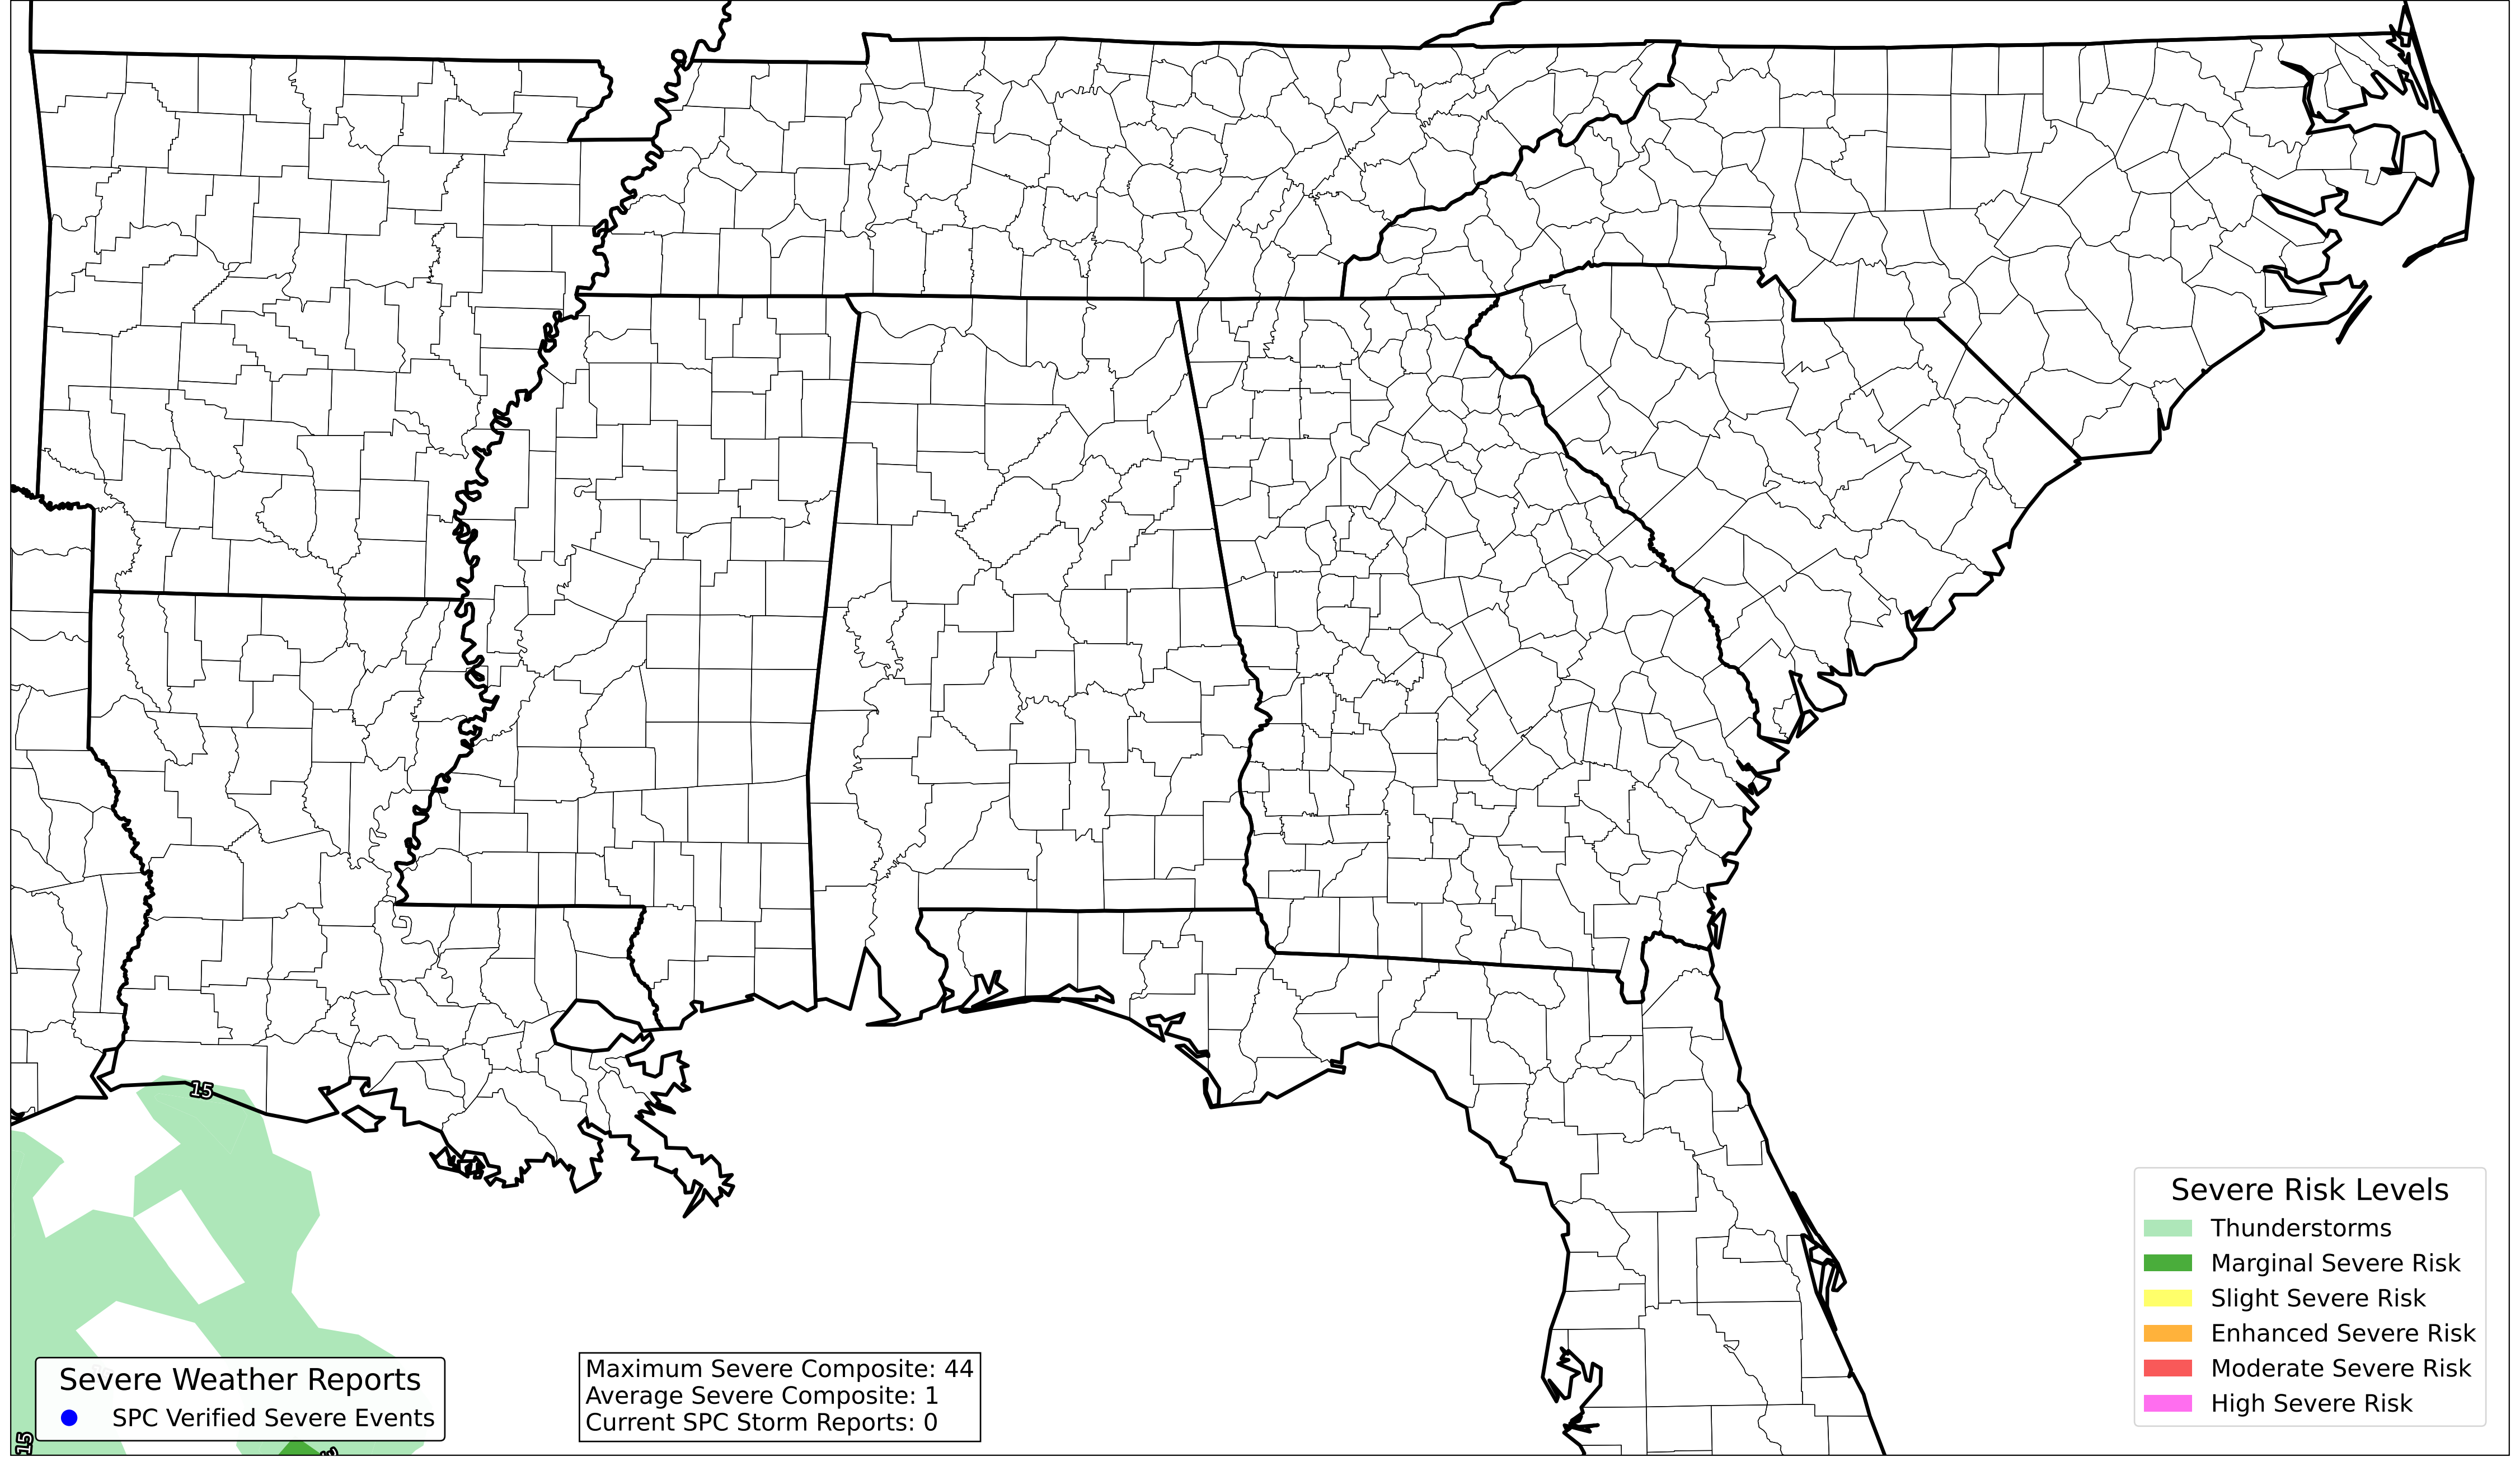 15
15
Severe Weather Reports
SPC Verified Severe Events
Maximum Severe Composite: 44
Average Severe Composite: 1
Current SPC Storm Reports: 0
Severe Risk Levels
Thunderstorms
Marginal Severe Risk
Slight Severe Risk
Enhanced Severe Risk
Moderate Severe Risk
High Severe Risk